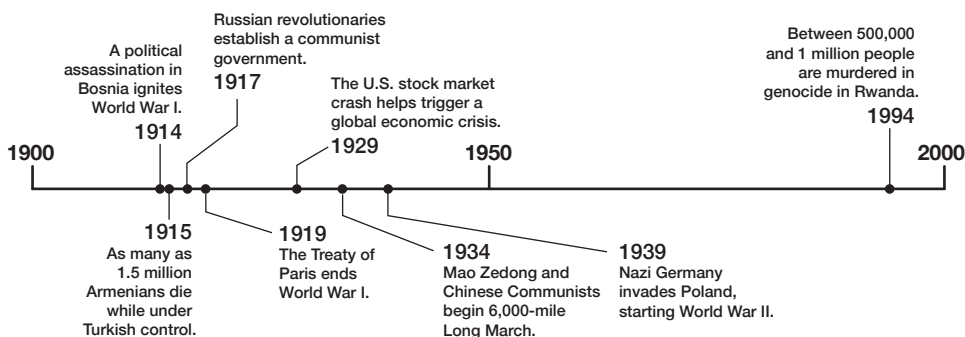 Russian revolutionaries
establish a communist
government.
1917
A political
assassination in
Bosnia ignites
World War I.
1914
The U.S. stock market
crash helps trigger a
global economic crisis.
1929
Between 500,000
and 1 million people
are murdered in
genocide in Rwanda.
1994
1900
1950
2000
1915
As many as
1.5 million
Armenians die
while under
Turkish control.
1919
The Treaty of
Paris ends
World War I.
1934
Mao Zedong and
Chinese Communists
begin 6,000-mile
Long March.
1939
Nazi Germany
invades Poland,
starting World War II.